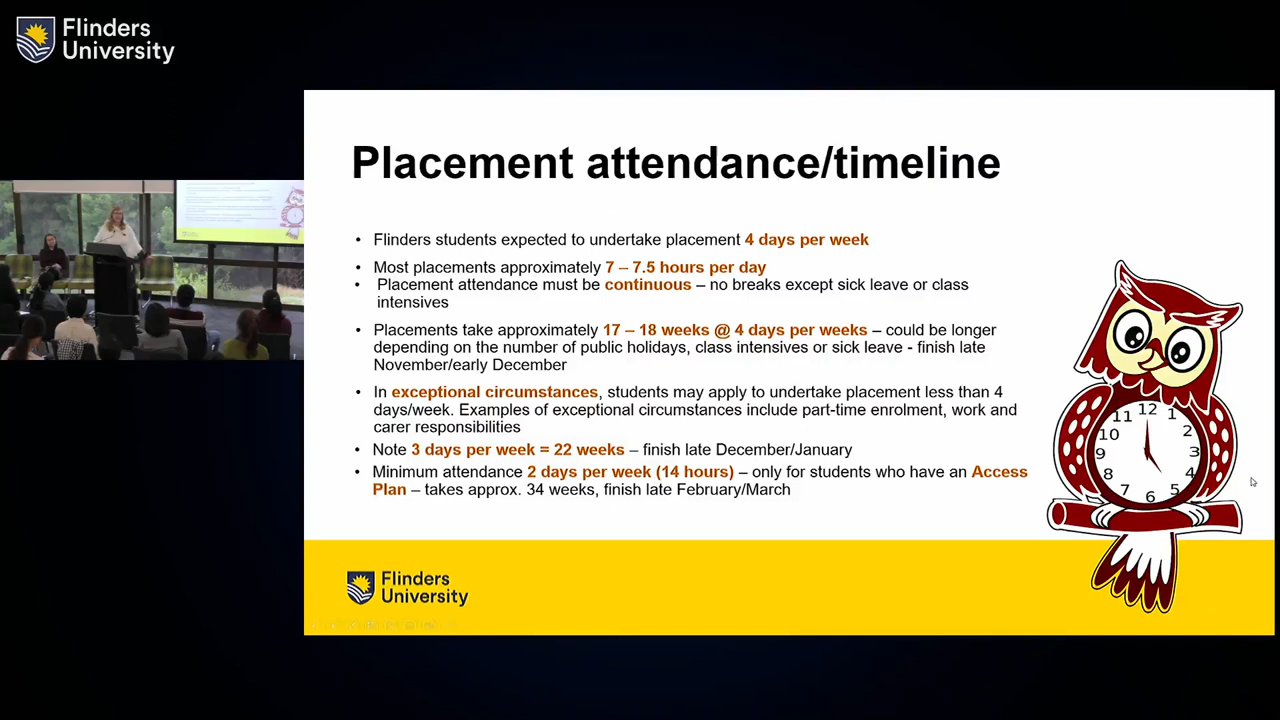 Flinders
University
Placement attendance/timeline
• Flinders students expected to undertake placement 4 days per week
• Most placements approximately 7 – 7.5 hours per day
• Placement attendance must be continuous – no breaks except sick leave or class
intensives
• Placements take approximately 17 – 18 weeks @ 4 days per weeks – could be longer
depending on the number of public holidays, class intensives or sick leave - finish late
November/early December
• In exceptional circumstances, students may apply to undertake placement less than 4
days/week. Examples of exceptional circumstances include part-time enrolment, work and
carer responsibilities
• Note 3 days per week = 22 weeks – finish late December/January
• Minimum attendance 2 days per week (14 hours) – only for students who have an Access
Plan – takes approx. 34 weeks, finish late February/March
12
11 1
10 2
9 3
8 4
7 5
6
Flinders
University